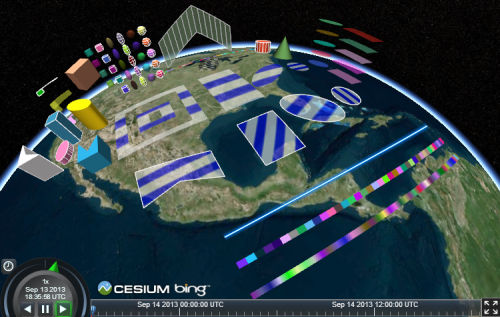 1x
Sep 13 2013
18:35:58 UTC
CESIUM bing™
Sep 14 2013 00:00:00 UTC
Sep 14 2013 12:00:00 UTC